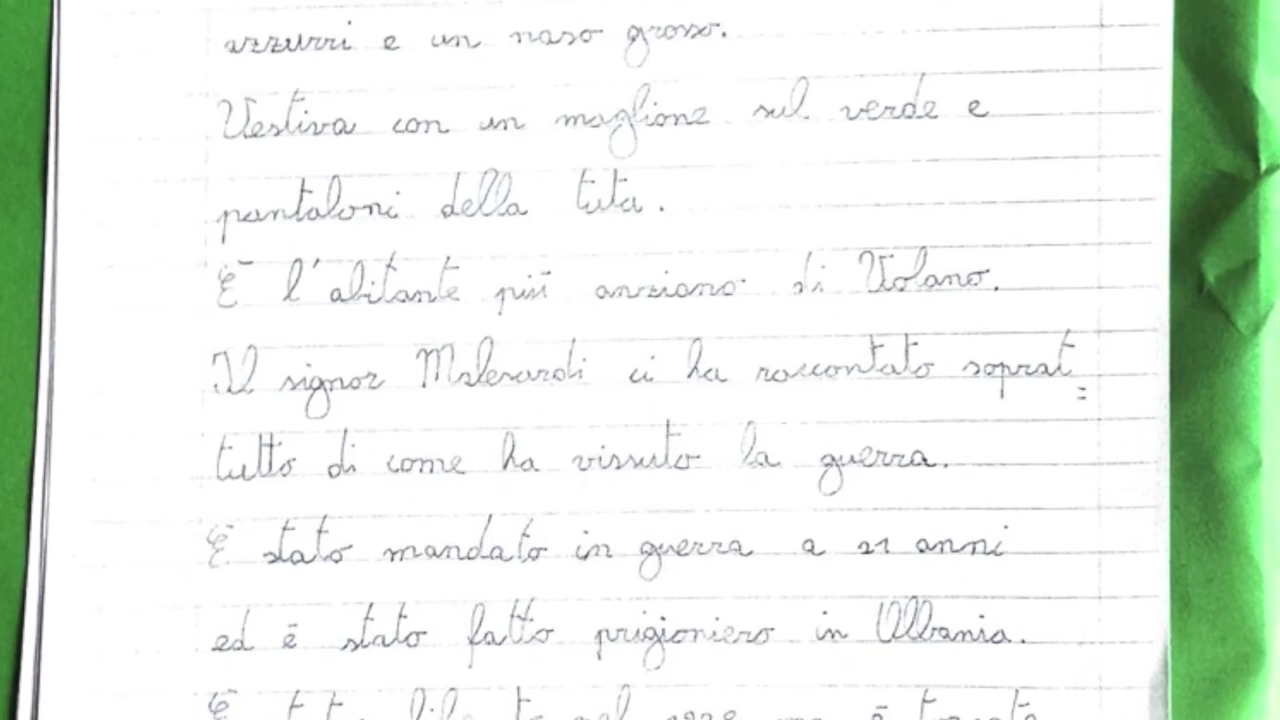 azzurri e un naso grosso.
Vestiva con un maglione sul verde e
pantaloni della tuta.
È l'abitante più anziano di Volano.
Il signor ci ha raccontato soprat=
tutto di come ha vissuto la guerra.
È stato mandato in guerra a 21 anni
ed è stato fatto prigioniero in Albania.
È nel è